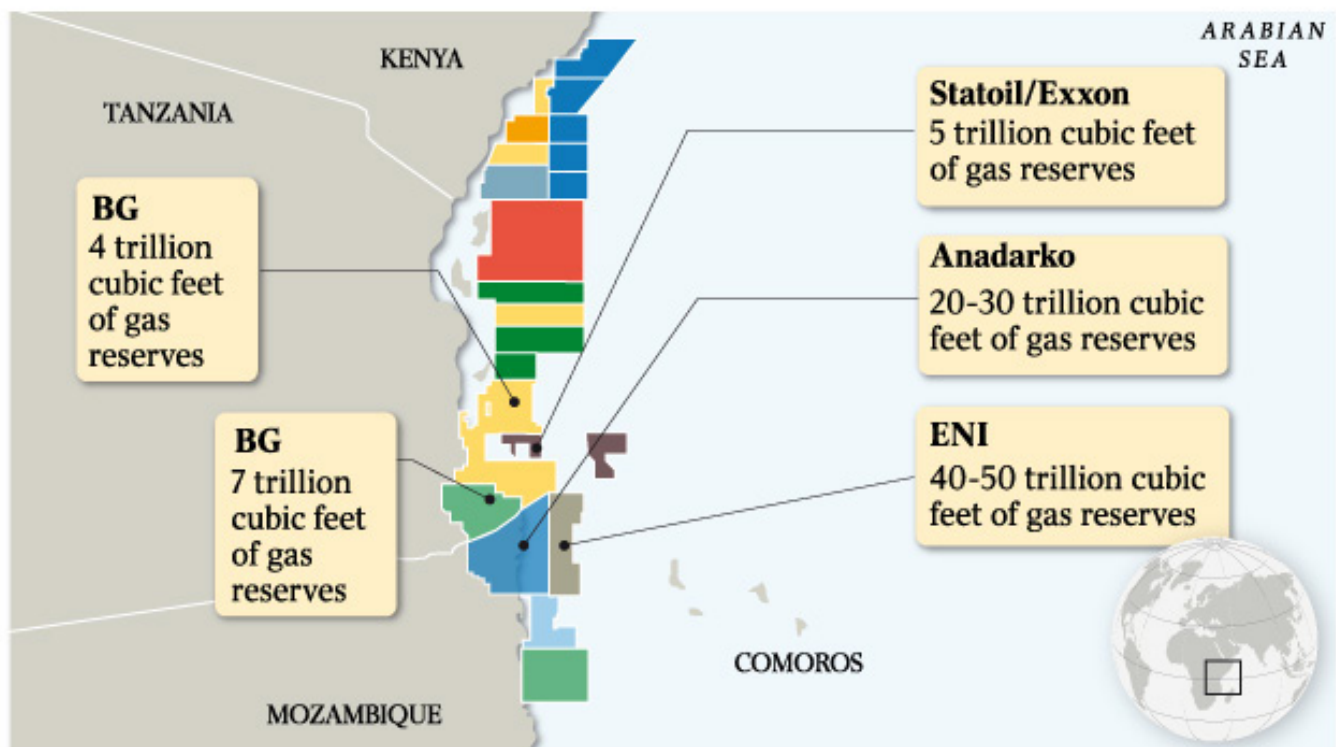 ARABIAN
SEA
KENYA
TANZANIA
Statoil/Exxon
5 trillion cubic feet
of gas reserves
BG
4 trillion
cubic feet
of gas
reserves
Anadarko
20-30 trillion cubic
feet of gas reserves
BG
7 trillion
cubic feet
of gas
reserves
ENI
40-50 trillion cubic
feet of gas reserves
COMOROS
MOZAMBIQUE